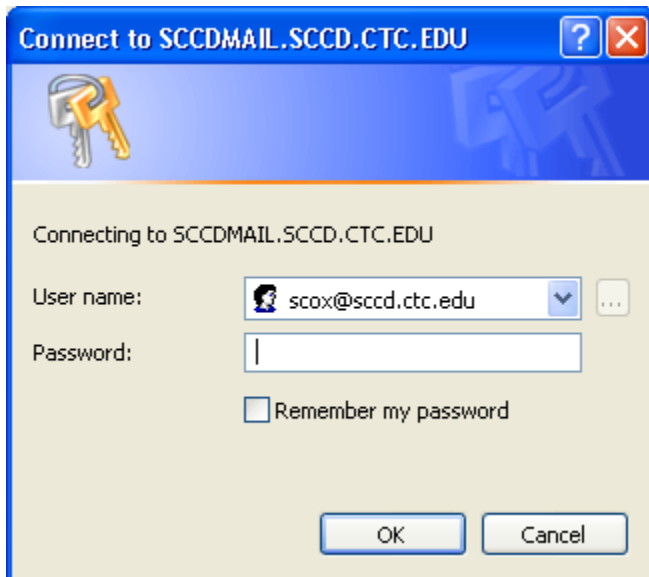 Connect to SCCDMAIL.SCCD.CTC.EDU
Connecting to SCCDMAIL.SCCD.CTC.EDU
User name: scox@sccd.ctc.edu ...
Password:
Remember my password
OK Cancel